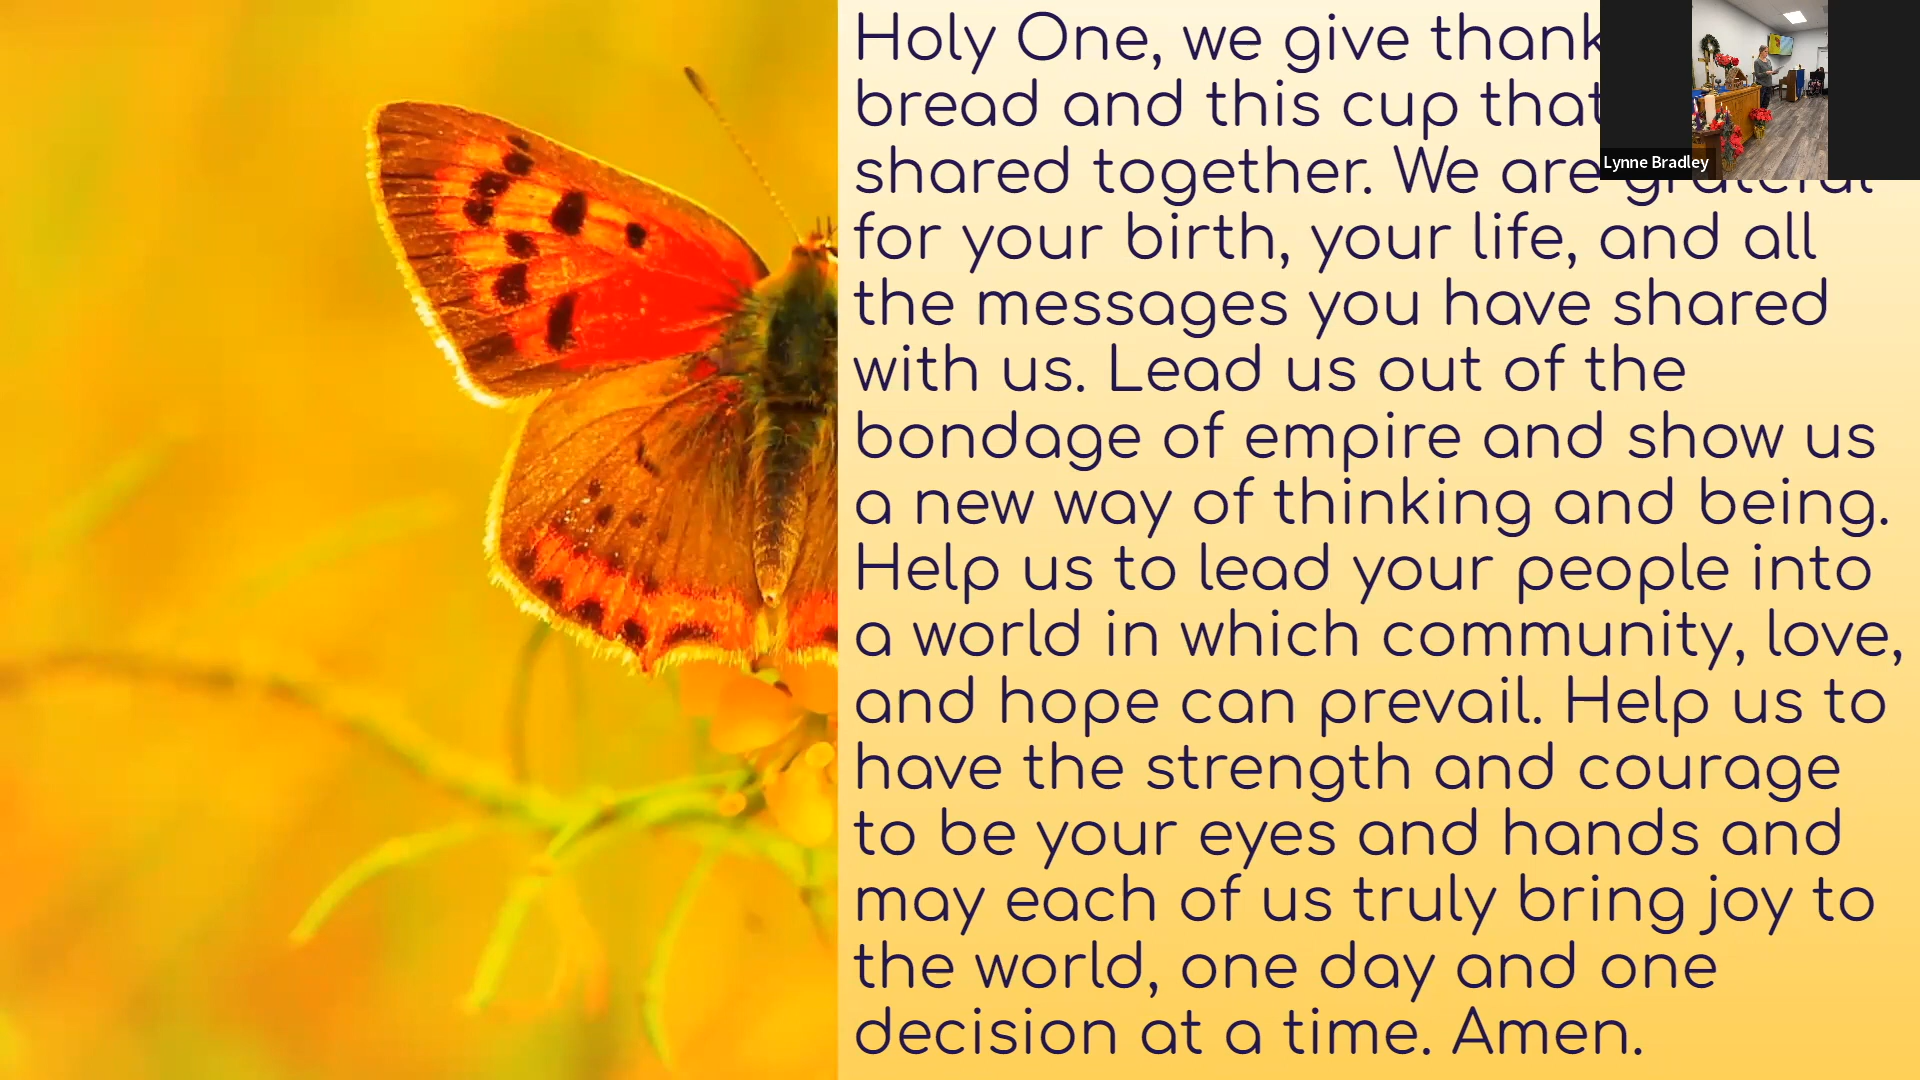 Holy One, we give thank
bread and this cup that
shared together. We are grateful
for your birth, your life, and all
the messages you have shared
with us. Lead us out of the
bondage of empire and show us
a new way of thinking and being.
Help us to lead your people into
a world in which community, love,
and hope can prevail. Help us to
have the strength and courage
to be your eyes and hands and
may each of us truly bring joy to
the world, one day and one
decision at a time. Amen.
Lynne Bradley